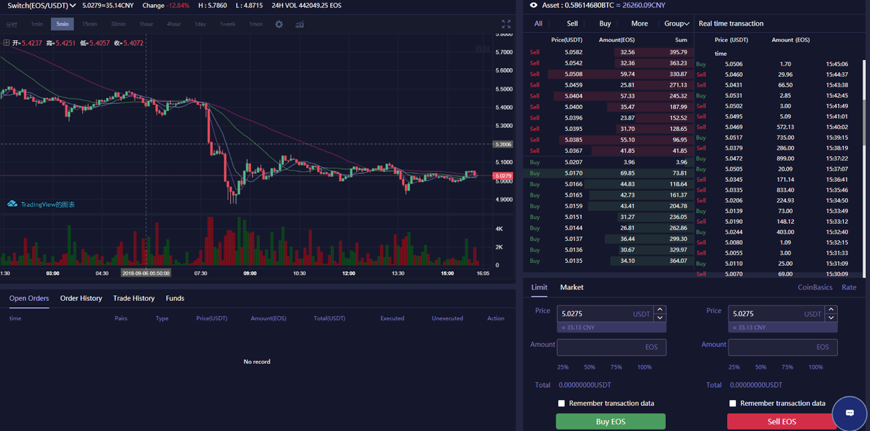 Switch(EOS/USDT) 5.0279≈35.14CNY Change -12.84% H : 5.7860 L : 4.8715 24H VOL 442049.25 EOS
1min 5min 15min 30min 1hour 4hour 1day 1week 1mon
开=5.4237 高=5.4251 低=5.4057 收=5.4072
5.8000
5.7000
5.6000
5.5000
5.4000
5.3000
5.2006
5.1000
5.0279
5.0000
4.9000
TradingView的图表
4K
2K
0
1:30 03:00 04:30 2018-09-06 05:50:00 07:30 09:00 10:30 12:00 13:30 15:00 16:05
Open Orders Order History Trade History Funds
time Pairs Type Price(USDT) Amount(EOS) Total(USDT) Executed Unexecuted Action
No record
Asset : 0.58614680BTC ≈ 26260.09CNY
All Sell Buy More Group
Price(USDT) Amount(EOS) Sum
Sell 5.0582 32.56 395.79
Sell 5.0542 32.36 363.23
Sell 5.0508 59.74 330.87
Sell 5.0459 25.81 271.13
Sell 5.0404 57.33 245.32
Sell 5.0400 35.47 187.99
Sell 5.0396 23.87 152.52
Sell 5.0395 31.70 128.65
Sell 5.0385 55.10 96.95
Sell 5.0367 41.85 41.85
Buy 5.0207 3.96 3.96
Buy 5.0170 69.85 73.81
Buy 5.0166 44.83 118.64
Buy 5.0165 42.73 161.37
Buy 5.0159 43.41 204.78
Buy 5.0151 31.27 236.05
Buy 5.0144 26.81 262.86
Buy 5.0137 36.44 299.30
Buy 5.0136 30.67 329.97
Buy 5.0135 34.10 364.07
Real time transaction
Price (USDT) Amount (EOS)
time
Buy 5.0506 1.70 15:45:06
Sell 5.0460 29.96 15:44:37
Sell 5.0431 66.50 15:43:38
Buy 5.0531 2.85 15:42:45
Sell 5.0502 3.00 15:41:49
Sell 5.0495 5.09 15:41:01
Sell 5.0469 572.13 15:40:02
Buy 5.0517 735.00 15:39:15
Sell 5.0379 286.00 15:38:19
Buy 5.0472 899.00 15:37:22
Buy 5.0505 20.09 15:37:07
Sell 5.0345 171.14 15:36:41
Sell 5.0335 833.40 15:35:46
Sell 5.0206 224.93 15:34:50
Buy 5.0139 73.00 15:33:49
Sell 5.0190 148.12 15:33:12
Buy 5.0244 403.00 15:32:40
Buy 5.0080 1.09 15:32:15
Sell 5.0055 3.00 15:31:33
Buy 5.0110 25.00 15:31:09
Sell 5.0070 69.00 15:30:09
Limit Market CoinBasics Rate
Price 5.0275 USDT
≈ 35.13 CNY
Amount EOS
25% 50% 75% 100%
Total 0.00000000USDT
Remember transaction data
Buy EOS
Price 5.0275 USDT
≈ 35.13 CNY
Amount EOS
25% 50% 75% 100%
Total 0.00000000USDT
Remember transaction data
Sell EOS